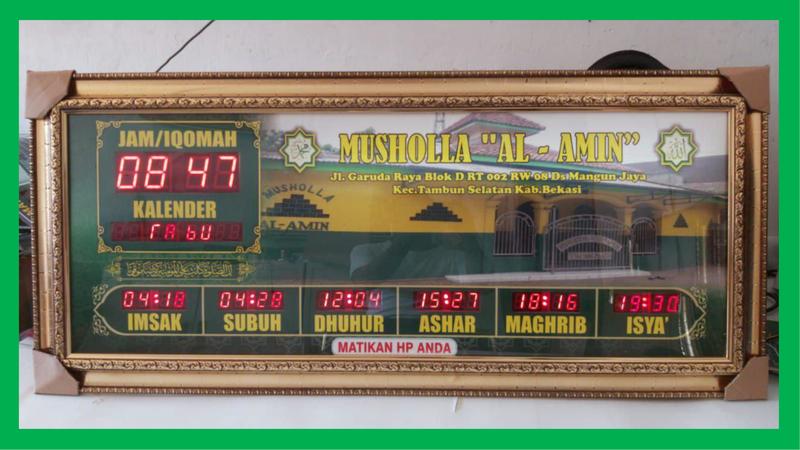 JAM/IQOMAH
08 47
KALENDER
rAbU
MUSHOLLA "AL - AMIN"
Jl. Garuda Raya Blok D RT 002 RW 08 Ds Mangun Jaya
Kec.Tambun Selatan Kab.Bekasi
MUSHOLLA
AL-AMIN
04:18 04:28 12:04 15:27 18:16 19:30
IMSAK SUBUH DHUHUR ASHAR MAGHRIB ISYA'
MATIKAN HP ANDA